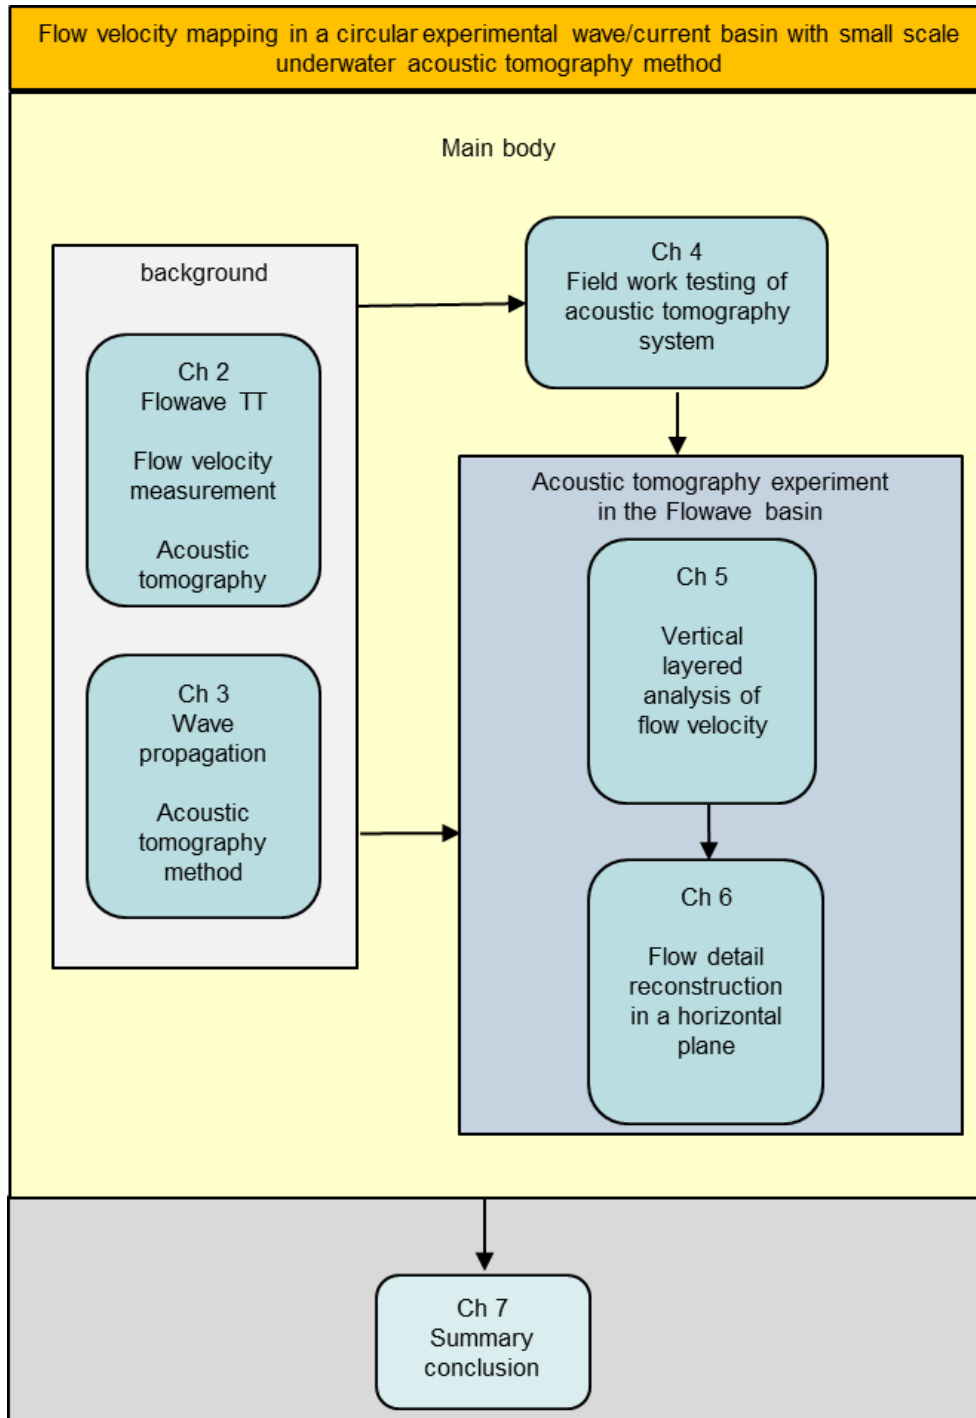 Flow velocity mapping in a circular experimental wave/current basin with small scale
underwater acoustic tomography method
Main body
background
Ch 2
Flowave TT
Flow velocity
measurement
Acoustic
tomography
Ch 3
Wave
propagation
Acoustic
tomography
method
Ch 4
Field work testing of
acoustic tomography
system
Acoustic tomography experiment
in the Flowave basin
Ch 5
Vertical
layered
analysis of
flow velocity
Ch 6
Flow detail
reconstruction
in a horizontal
plane
Ch 7
Summary
conclusion